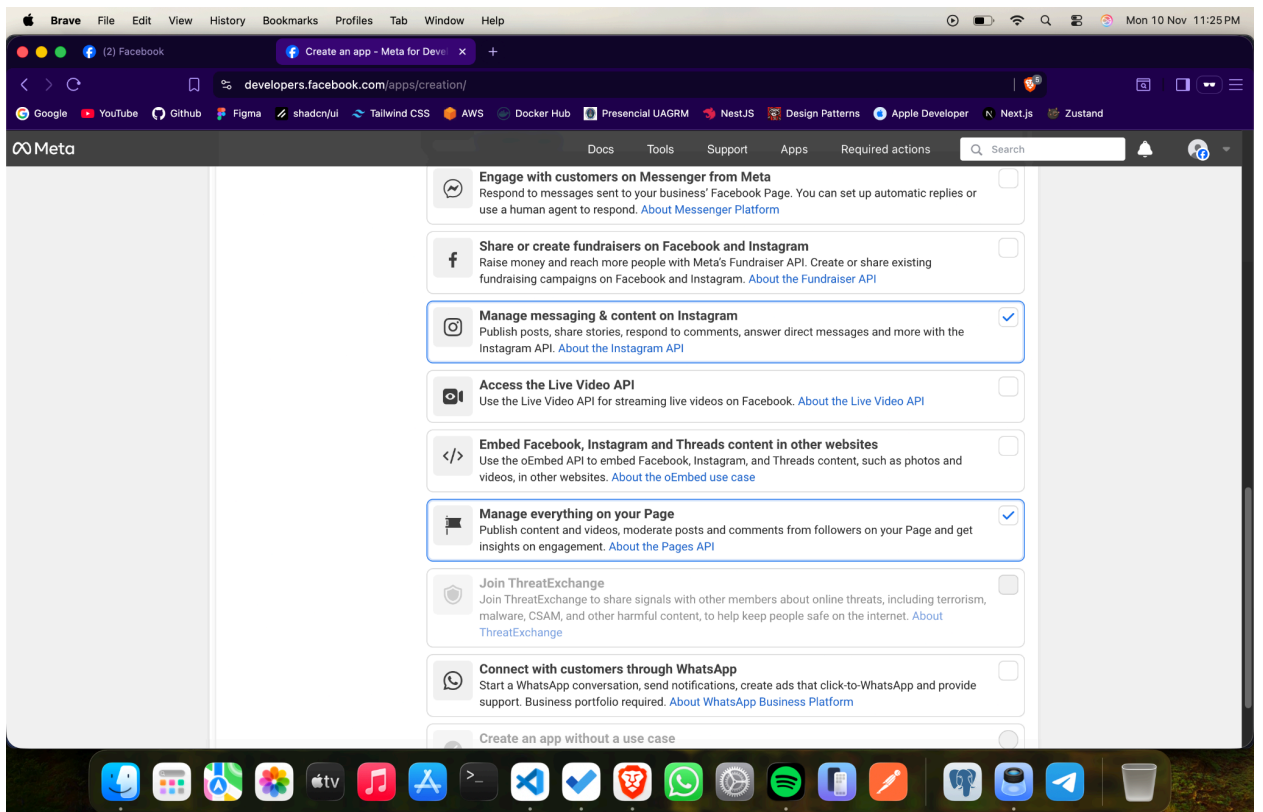 Brave File Edit View History Bookmarks Profiles Tab Window Help Mon 10 Nov 11:25 PM
(2) Facebook Create an app - Meta for Devel
developers.facebook.com/apps/creation/ 5
Google YouTube Github Figma shadcn/ui Tailwind CSS AWS Docker Hub Presencial UAGRM NestJS Design Patterns Apple Developer Next.js Zustand
Meta Docs Tools Support Apps Required actions Search
Engage with customers on Messenger from Meta
Respond to messages sent to your business' Facebook Page. You can set up automatic replies or
use a human agent to respond. About Messenger Platform
Share or create fundraisers on Facebook and Instagram
Raise money and reach more people with Meta's Fundraiser API. Create or share existing
fundraising campaigns on Facebook and Instagram. About the Fundraiser API
Manage messaging & content on Instagram
Publish posts, share stories, respond to comments, answer direct messages and more with the
Instagram API. About the Instagram API
Access the Live Video API
Use the Live Video API for streaming live videos on Facebook. About the Live Video API
Embed Facebook, Instagram and Threads content in other websites
Use the oEmbed API to embed Facebook, Instagram, and Threads content, such as photos and
videos, in other websites. About the oEmbed use case
Manage everything on your Page
Publish content and videos, moderate posts and comments from followers on your Page and get
insights on engagement. About the Pages API
Join ThreatExchange
Join ThreatExchange to share signals with other members about online threats, including terrorism,
malware, CSAM, and other harmful content, to help keep people safe on the internet. About
ThreatExchange
Connect with customers through WhatsApp
Start a WhatsApp conversation, send notifications, create ads that click-to-WhatsApp and provide
support. Business portfolio required. About WhatsApp Business Platform
Create an app without a use case
tv